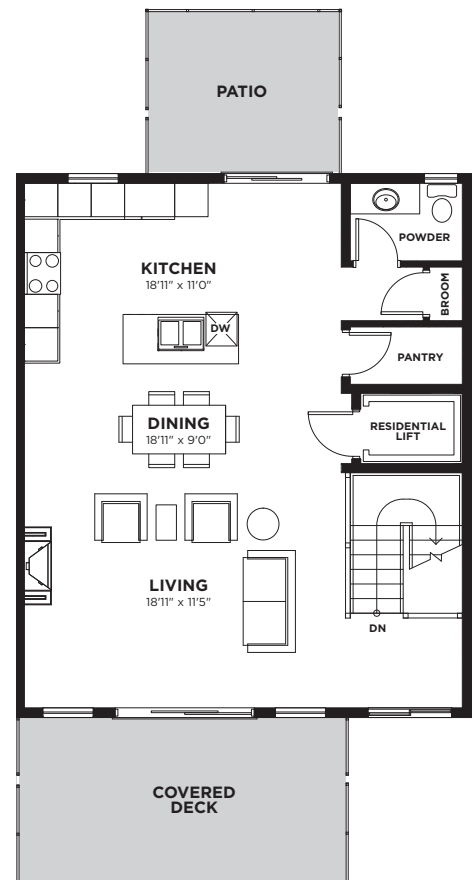 PATIO
POWDER
KITCHEN
18'11" x 11'0"
BROOM
DW
PANTRY
DINING
18'11" x 9'0"
RESIDENTIAL
LIFT
LIVING
18'11" x 11'5"
DN
COVERED
DECK